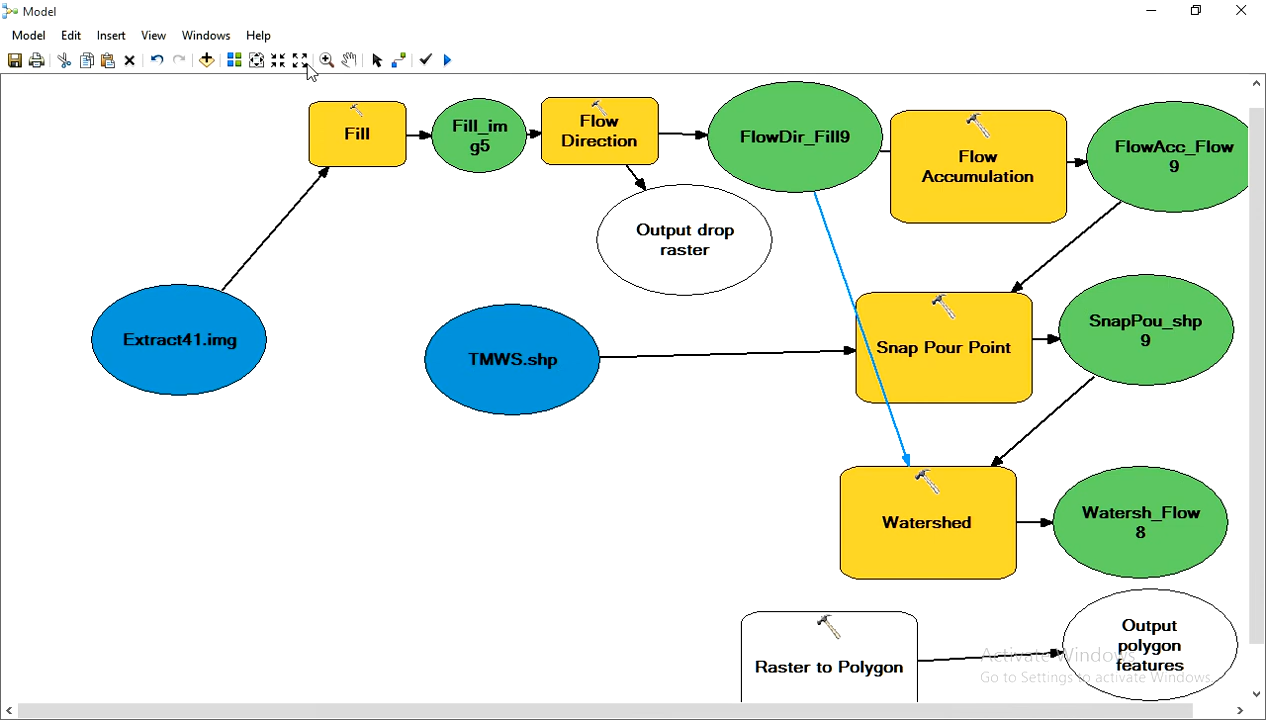 Model
Model Edit Insert View Windows Help
Fill
Fill_im
g5
Flow
Direction
FlowDir_Fill9
Flow
Accumulation
FlowAcc_Flow
9
Output drop
raster
Extract41.img
TMWS.shp
Snap Pour Point
SnapPou_shp
9
Watershed
Watersh_Flow
8
Raster to Polygon
Output
polygon
features
Activate Windows
Go to Settings to activate Windows.